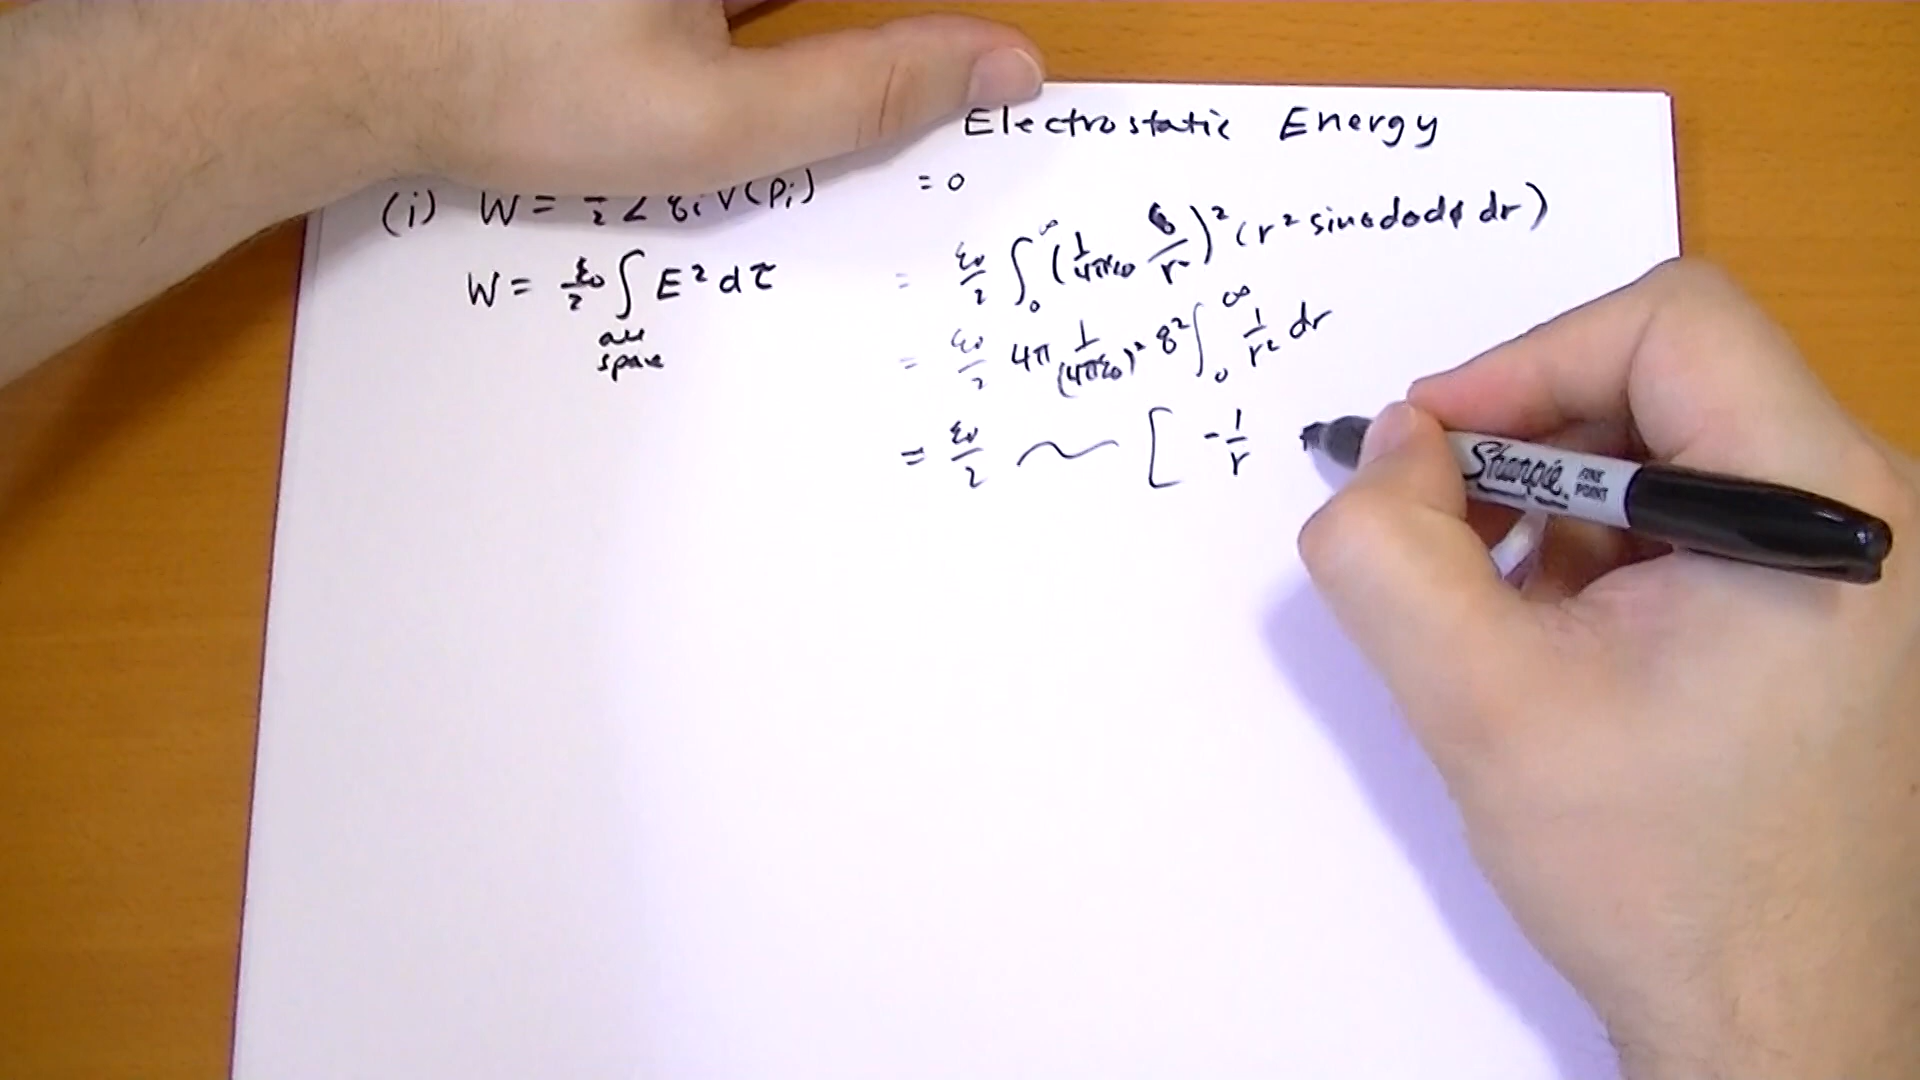 Electrostatic Energy
(i) W = 1/2 Σ qᵢ V(pᵢ) = 0
W = ε₀/2 ∫ E² dτ = ε₀/2 ∫₀^∞ (1/4πε₀ q/r²)² (r² sinθ dθ dϕ dr)
all
space
= ε₀/2 4π 1/(4πε₀)² q² ∫₀^∞ 1/r² dr
= ε₀/2 ~ [ -1/r
Sharpie.
FINE
POINT